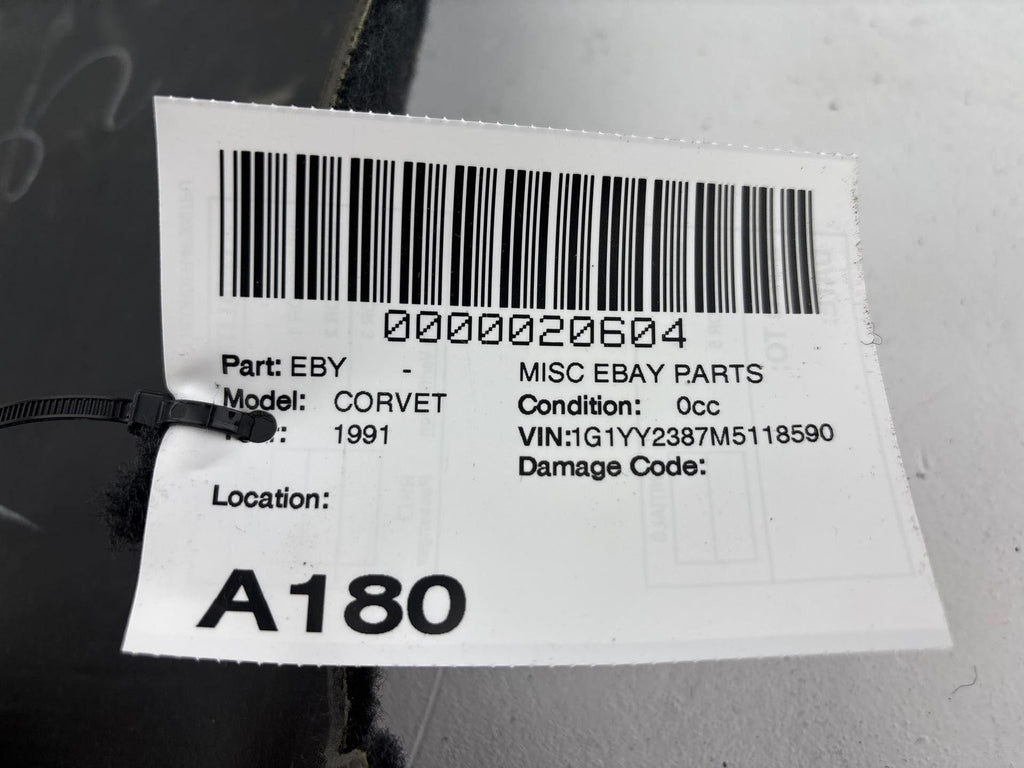 0000020604
Part: EBY - MISC EBAY PARTS
Model: CORVET Condition: 0cc
1991 VIN:1G1YY2387M5118590
Damage Code:
Location:
A180